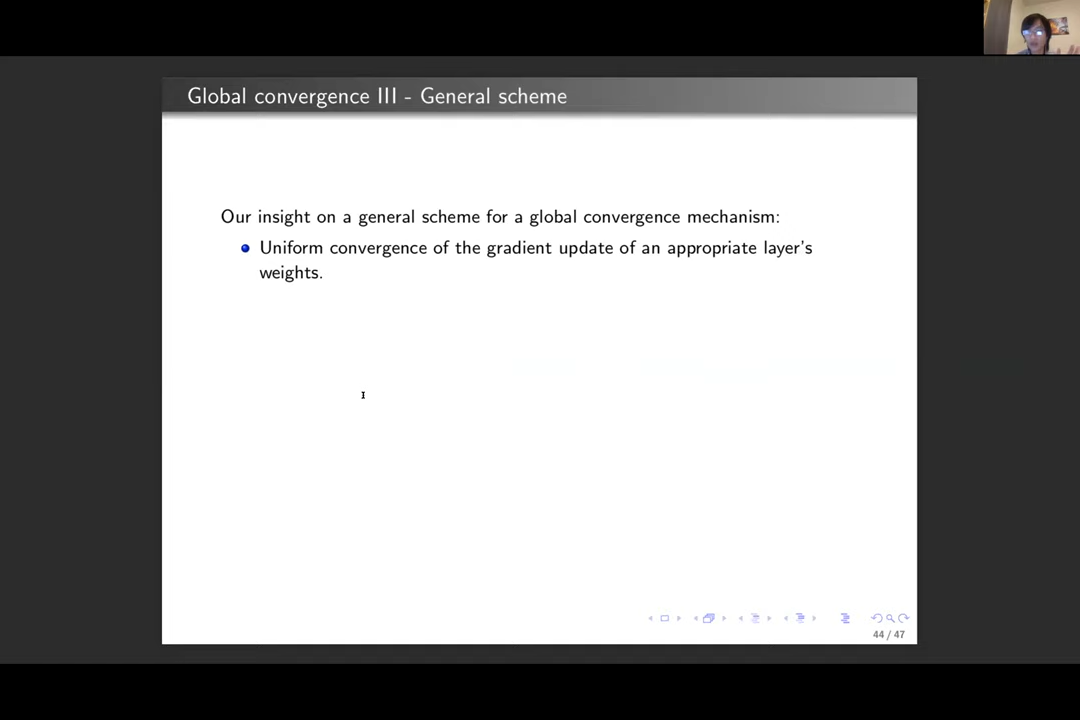 Global convergence III - General scheme
Our insight on a general scheme for a global convergence mechanism:
Uniform convergence of the gradient update of an appropriate layer's
weights.
44 / 47